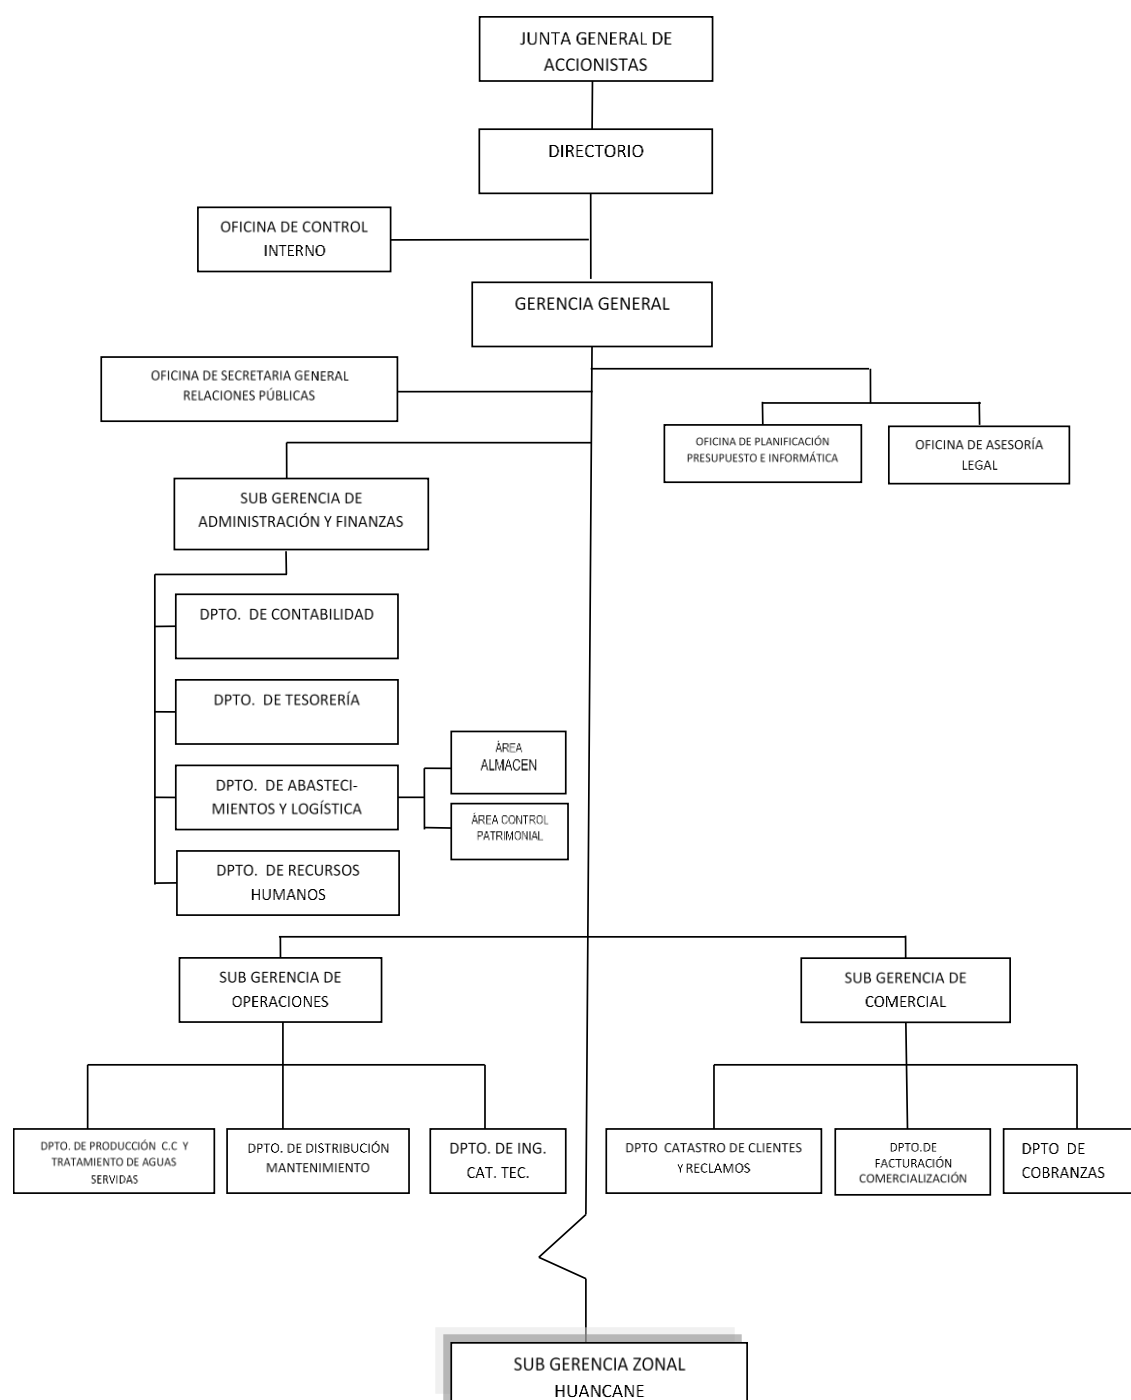 JUNTA GENERAL DE
ACCIONISTAS
DIRECTORIO
OFICINA DE CONTROL
INTERNO
GERENCIA GENERAL
OFICINA DE SECRETARIA GENERAL
RELACIONES PÚBLICAS
OFICINA DE PLANIFICACIÓN
PRESUPUESTO E INFORMÁTICA
OFICINA DE ASESORÍA
LEGAL
SUB GERENCIA DE
ADMINISTRACIÓN Y FINANZAS
DPTO. DE CONTABILIDAD
DPTO. DE TESORERÍA
DPTO. DE ABASTECI-
MIENTOS Y LOGÍSTICA
ÀREA
ALMACEN
ÀREA CONTROL
PATRIMONIAL
DPTO. DE RECURSOS
HUMANOS
SUB GERENCIA DE
OPERACIONES
SUB GERENCIA DE
COMERCIAL
DPTO. DE PRODUCCIÓN C.C Y
TRATAMIENTO DE AGUAS
SERVIDAS
DPTO. DE DISTRIBUCIÓN
MANTENIMIENTO
DPTO. DE ING.
CAT. TEC.
DPTO CATASTRO DE CLIENTES
Y RECLAMOS
DPTO.DE
FACTURACIÓN
COMERCIALIZACIÓN
DPTO DE
COBRANZAS
SUB GERENCIA ZONAL
HUANCANE